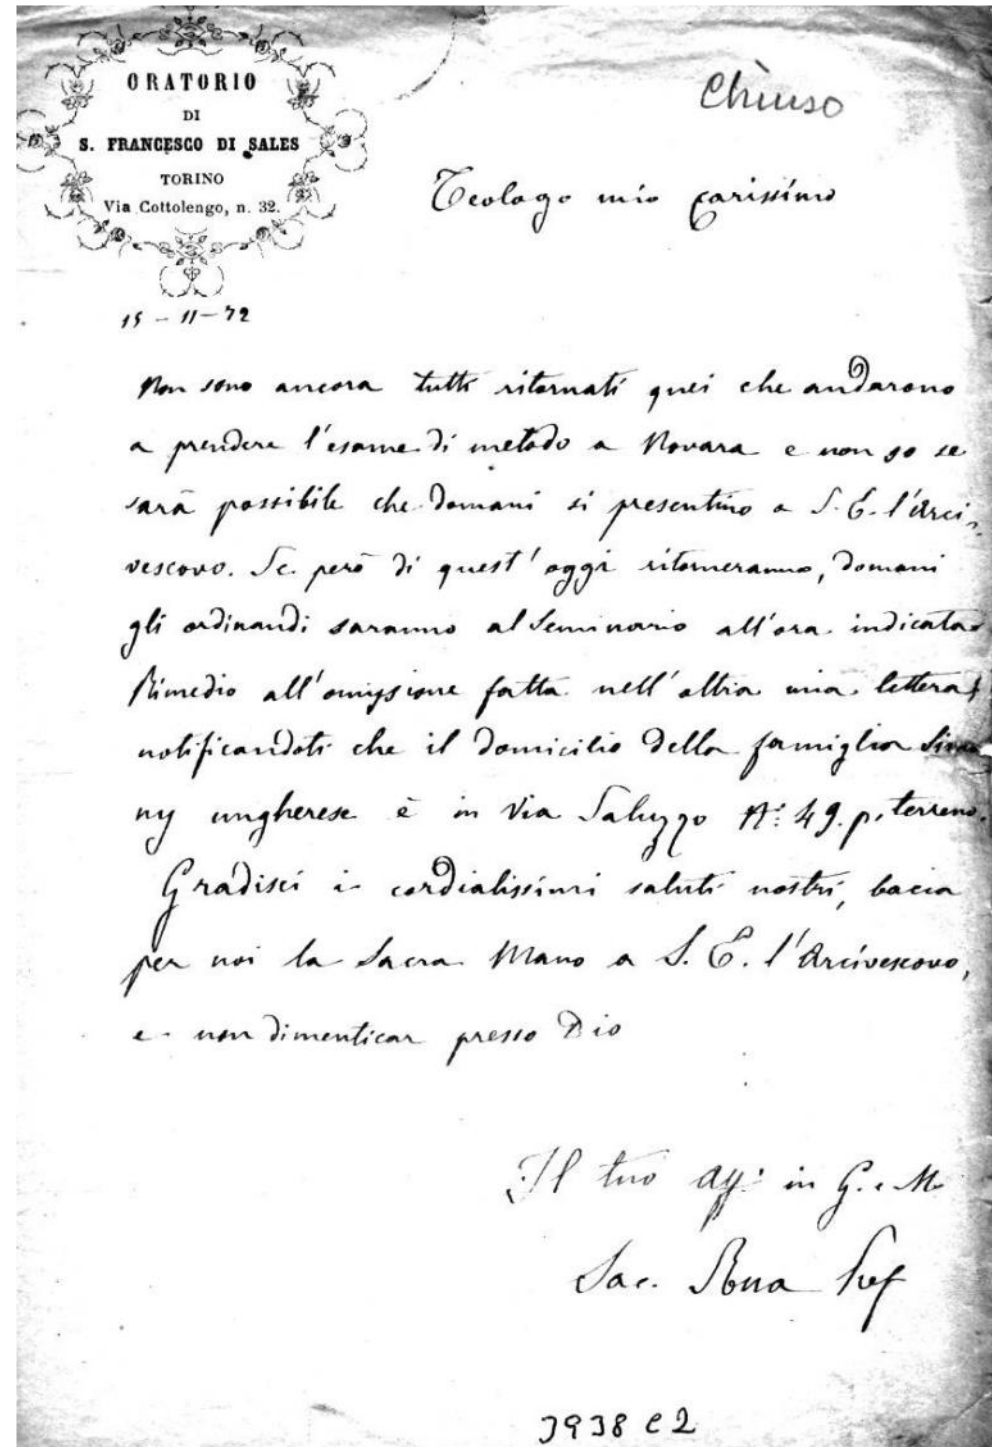 ORATORIO
DI
S. FRANCESCO DI SALES
TORINO
Via Cottolengo, n. 32.
Chiuso
Teologo mio carissimo
15-11-72
Non sono ancora tutti ritornati quei che andarono
a prendere l'esame di metodo a Novara e non so se
sarà possibile che domani si presentino a S. E. l'Arci-
vescovo. Se però di quest'oggi ritorneranno, domani
gli ordinandi saranno al Seminario all'ora indicata
Rimedio all'omissione fatta nell'altra mia lettera
notificandoti che il domicilio della famiglia
ny ungherese è in Via Saluzzo N.º 49. p. terreno.
Gradisci i cordialissimi saluti nostri, bacia
per noi la Sacra Mano a S. E. l'Arcivescovo,
e non dimenticar presso Dio
Il tuo aff. in G. e M.
Sac. Rua Pref
3938 C2